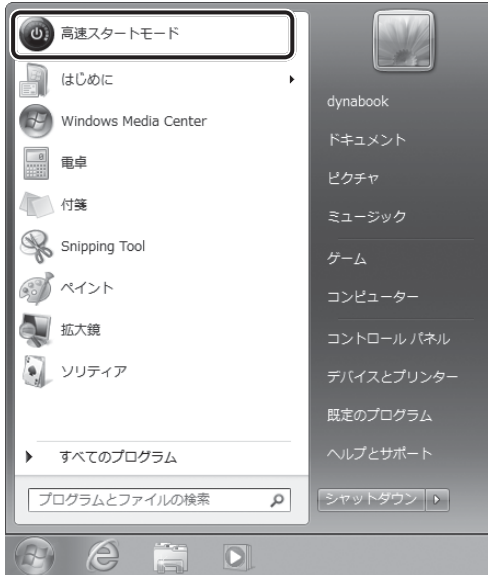 高速スタートモード
はじめに
Windows Media Center
電卓
付箋
Snipping Tool
ペイント
拡大鏡
ソリティア
すべてのプログラム
プログラムとファイルの検索
dynabook
ドキュメント
ピクチャ
ミュージック
ゲーム
コンピューター
コントロール パネル
デバイスとプリンター
既定のプログラム
ヘルプとサポート
シャットダウン